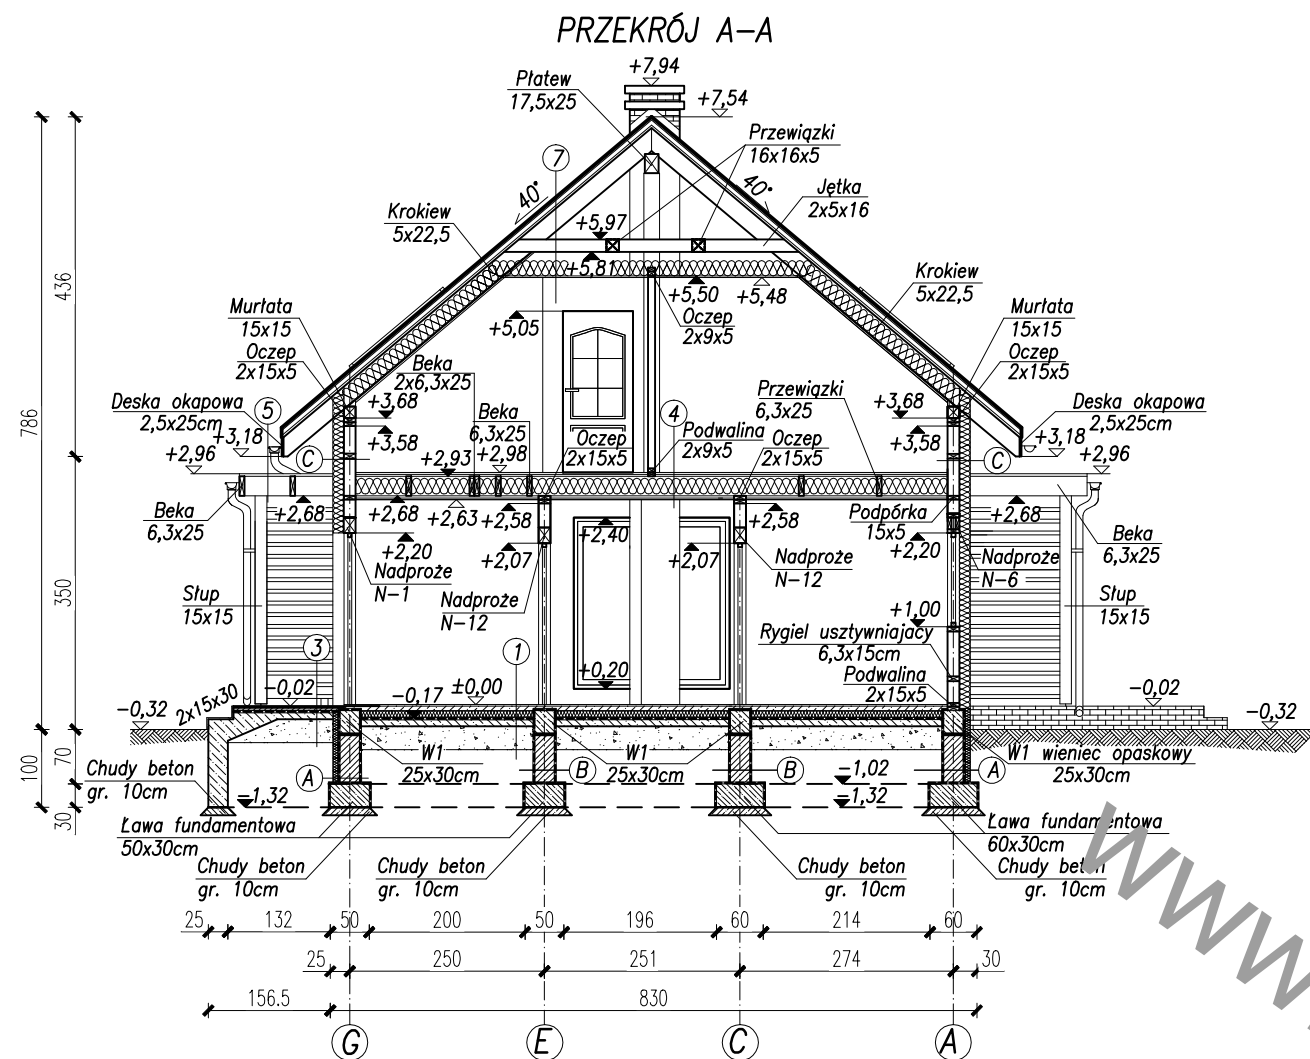 PRZEKRÓJ A-A
+7,94
Płatew
17,5x25
+7,54
Przewiązki
16x16x5
7
40°
40°
Jętka
2x5x16
Krokiew
5x22,5
+5,97
+5,81
Krokiew
5x22,5
+5,50
+5,48
436
Murłata
15x15
+5,05
Oczep
2x9x5
Murłata
15x15
Oczep
2x15x5
Beka
2x6,3x25
Oczep
2x15x5
Przewiązki
6,3x25
Deska okapowa
2,5x25cm
5
+3,68
Beka
6,3x25
4
+3,68
Deska okapowa
2,5x25cm
786
+3,18
+3,58
Oczep
2x15x5
Podwalina
2x9x5
Oczep
2x15x5
+3,58
+3,18
+2,96
C
+2,93
+2,98
C
+2,96
Beka
6,3x25
+2,68
+2,68
+2,63
+2,58
+2,40
+2,58
Podpórka
15x5
+2,68
Beka
6,3x25
+2,20
+2,07
+2,07
+2,20
Nadproże
N-1
Nadproże
N-12
Nadproże
N-12
Nadproże
N-6
350
Słup
15x15
Słup
15x15
+1,00
Rygiel usztywniajacy
6,3x15cm
3
1
+0,20
Podwalina
2x15x5
-0,02
-0,17
±0,00
-0,02
-0,32
2x15x30
-0,32
100
70
30
W1
25x30cm
W1
25x30cm
W1 wieniec opaskowy
25x30cm
Chudy beton
gr. 10cm
A
B
B
A
-1,02
-1,32
-1,32
Ława fundamentowa
50x30cm
Ława fundamentowa
60x30cm
Chudy beton
gr. 10cm
Chudy beton
gr. 10cm
Chudy beton
gr. 10cm
Chudy beton
gr. 10cm
www.
25
132
50
200
50
196
60
214
60
25
250
251
274
30
156.5
830
G
E
C
A